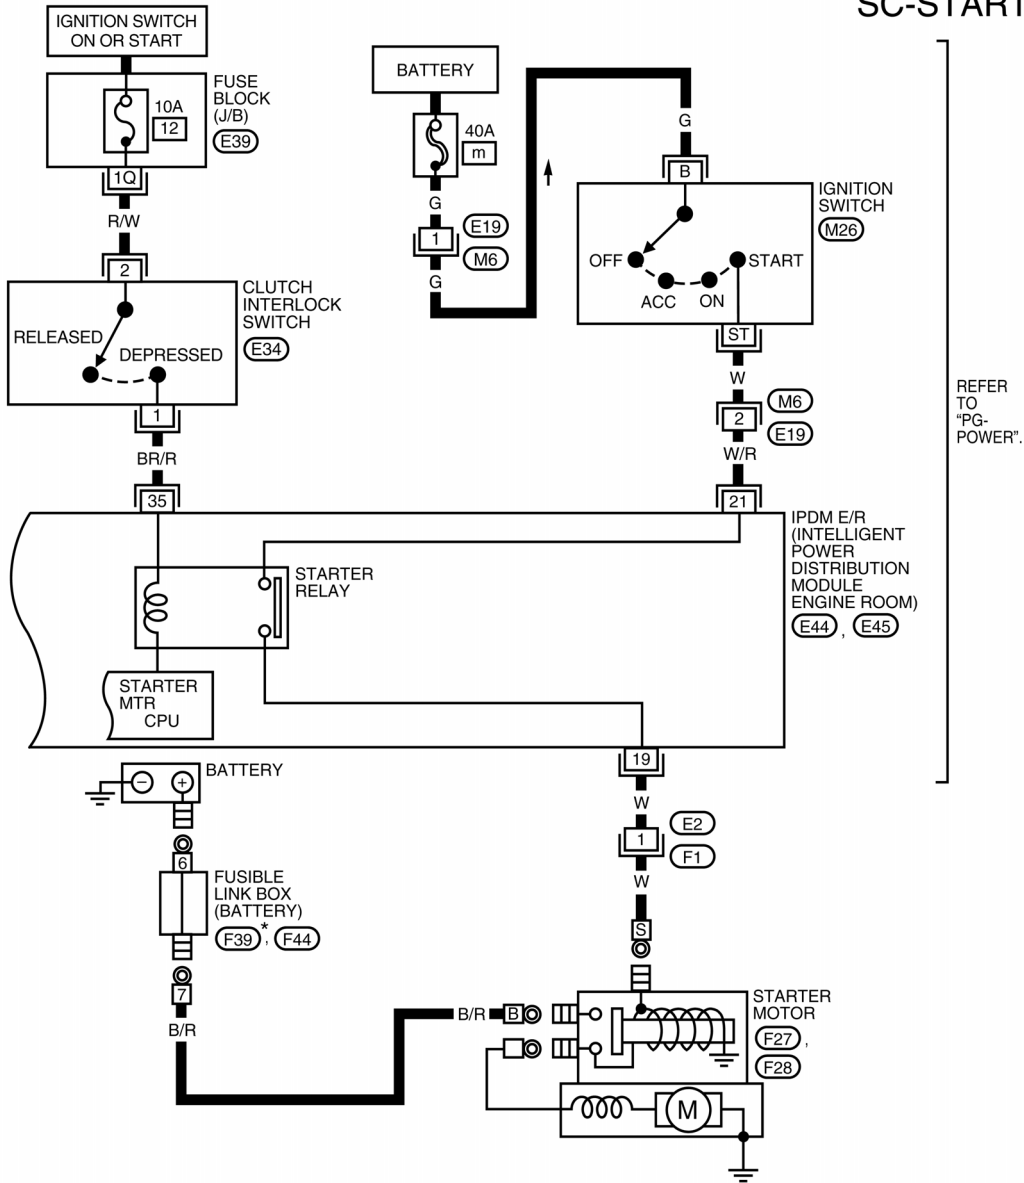 SC-START
IGNITION SWITCH
ON OR START
FUSE
BLOCK
(J/B)
E39
10A
12
1Q
R/W
2
CLUTCH
INTERLOCK
SWITCH
E34
RELEASED
DEPRESSED
1
BR/R
35
BATTERY
40A
m
G
1
E19
M6
G
G
B
IGNITION
SWITCH
M26
OFF
ACC
ON
START
ST
W
2
M6
E19
W/R
21
REFER
TO
“PG-
POWER”.
IPDM E/R
(INTELLIGENT
POWER
DISTRIBUTION
MODULE
ENGINE ROOM)
E44 , E45
STARTER
RELAY
STARTER
MTR
CPU
19
W
1
E2
F1
W
S
BATTERY
− +
6
FUSIBLE
LINK BOX
(BATTERY)
F39 *, F44
7
B/R
B/R
B
STARTER
MOTOR
F27 ,
F28
M